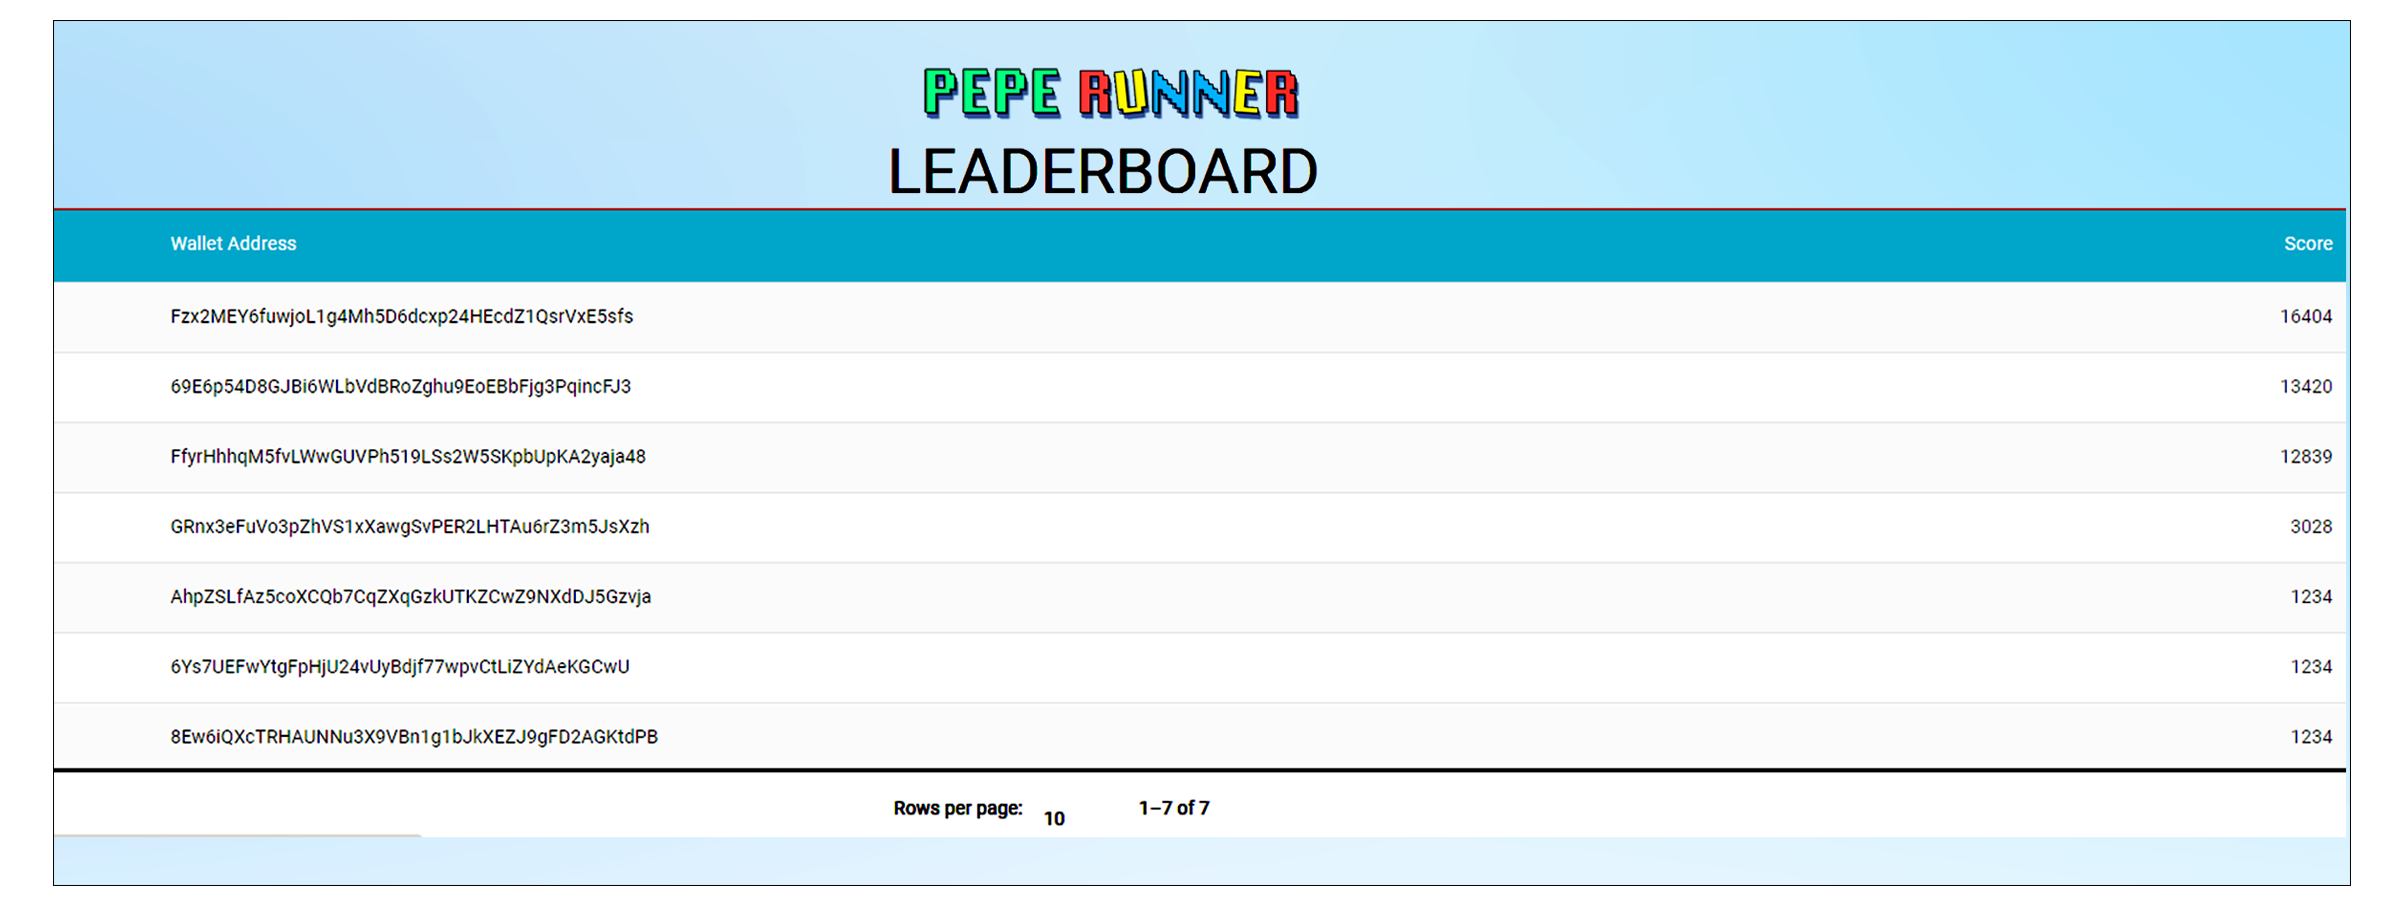 PEPE RUNNER
LEADERBOARD
Wallet Address Score
Fzx2MEY6fuwjoL1g4Mh5D6dcxp24HEcdZ1QsrVxE5sfs 16404
69E6p54D8GJBi6WLbVdBRoZghu9EoEBbFjg3PqincFJ3 13420
FfyrHhhqM5fvLWwGUVPh519LSs2W5SKpbUpKA2yaja48 12839
GRnx3eFuVo3pZhVS1xXawgSvPER2LHTAu6rZ3m5JsXzh 3028
AhpZSLfAz5coXCQb7CqZXqGzkUTKZCwZ9NXdDJ5Gzvja 1234
6Ys7UEFwYtgFpHjU24vUyBdjf77wpvCtLiZYdAeKGCwU 1234
8Ew6iQXcTRHAUNNu3X9VBn1g1bJkXEZJ9gFD2AGKtdPB 1234
Rows per page: 10 1–7 of 7